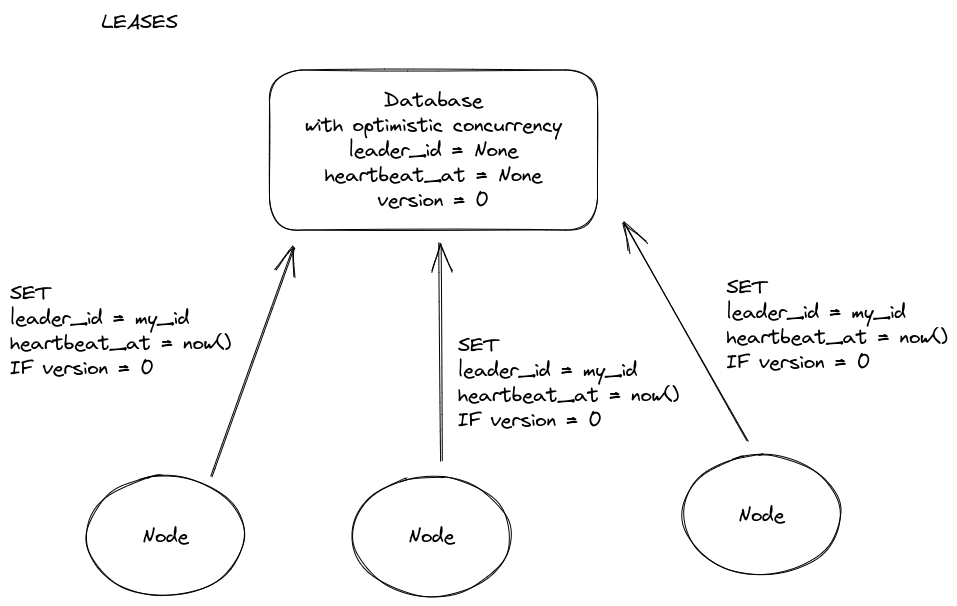 LEASES
Database
with optimistic concurrency
leader_id = None
heartbeat_at = None
version = 0
SET
leader_id = my_id
heartbeat_at = now()
IF version = 0
SET
leader_id = my_id
heartbeat_at = now()
IF version = 0
SET
leader_id = my_id
heartbeat_at = now()
IF version = 0
Node
Node
Node